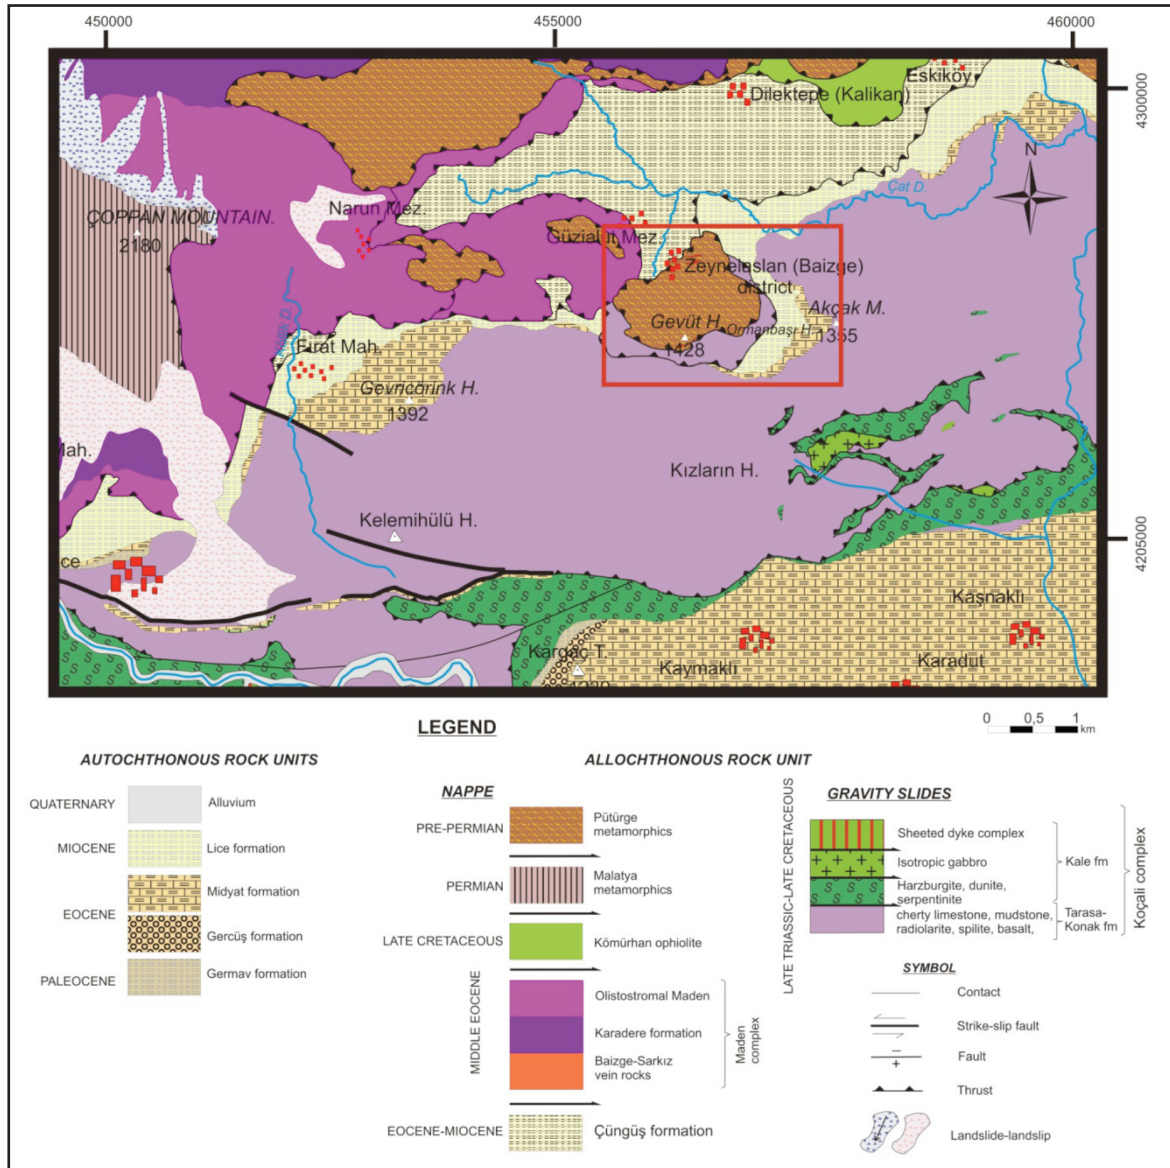 450000
455000
460000
4300000
4205000
Eskiköy
Dilektepe (Kalikan)
N
Çat D.
ÇOPPAN MOUNTAIN.
2180
Narun Mez.
Mez.
Zeynelaslan (Baizge)
district
Gevüt H.
1428
Ormanbaşı H.
Akçak M.
1355
D.
Fırat Mah.
1392
Mah.
Kızların H.
Kelemihülü H.
ce
Kaşnaklı
km
Kargaç T.
Kaymaklı
Karadut
0 0,5 1
km
LEGEND
AUTOCHTHONOUS ROCK UNITS
QUATERNARY
Alluvium
MIOCENE
Lice formation
EOCENE
Midyat formation
Gercüş formation
PALEOCENE
Germav formation
ALLOCHTHONOUS ROCK UNIT
NAPPE
PRE-PERMIAN
Pütürge
metamorphics
PERMIAN
Malatya
metamorphics
LATE CRETACEOUS
Kömürhan ophiolite
MIDDLE EOCENE
Olistostromal Maden
Karadere formation
Baizge-Sarkız
vein rocks
Maden
complex
EOCENE-MIOCENE
Çüngüş formation
GRAVITY SLIDES
LATE TRIASSIC-LATE CRETACEOUS
Sheeted dyke complex
Isotropic gabbro
Harzburgite, dunite,
serpentinite
Kale fm
cherty limestone, mudstone,
radiolarite, spilite, basalt,
Tarasa-
Konak fm
Koçali complex
SYMBOL
Contact
Strike-slip fault
Fault
Thrust
Landslide-landslip